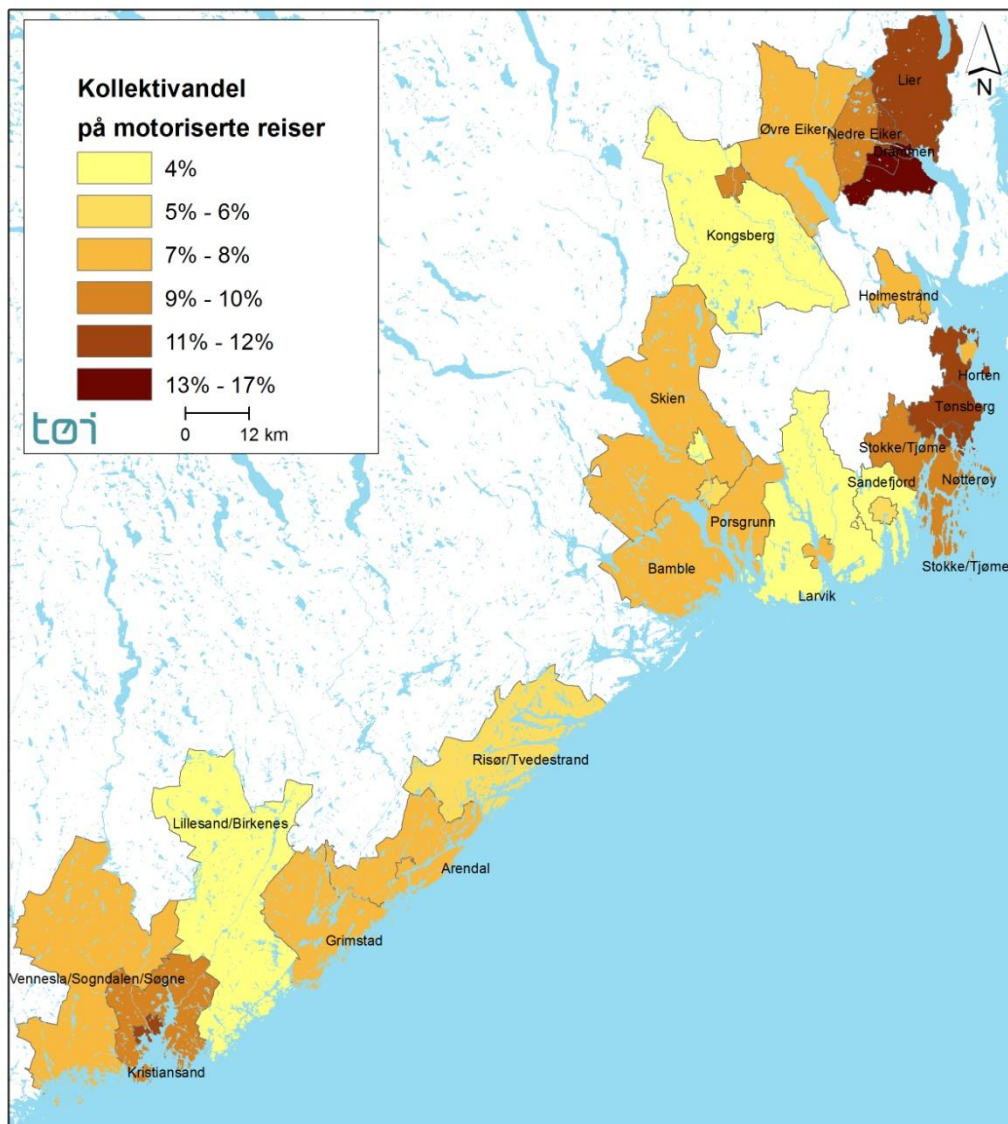 Kollektivandel
på motoriserte reiser
4%
5% - 6%
7% - 8%
9% - 10%
11% - 12%
13% - 17%
tøi
0 12 km
N
Lier
Øvre Eiker
Nedre Eiker
Drammen
Kongsberg
Holmestrand
Horten
Skien
Tønsberg
Stokke/Tjøme
Nøtterøy
Sandefjord
Porsgrunn
Bamble
Stokke/Tjøme
Larvik
Risør/Tvedestrand
Lillesand/Birkenes
Arendal
Grimstad
Vennesla/Sogndalen/Søgne
Kristiansand